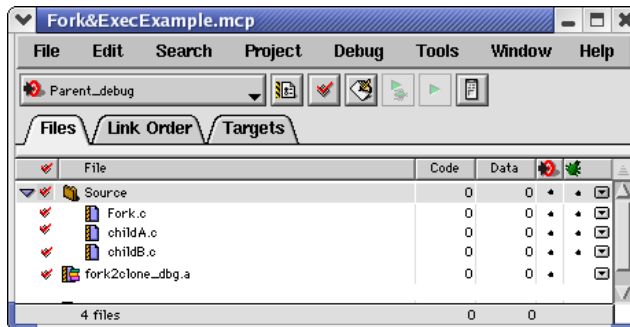 Fork&ExecExample.mcp
File Edit Search Project Debug Tools Window Help
Parent_debug
Files Link Order Targets
File Code Data
Source 0 0
Fork.c 0 0
childA.c 0 0
childB.c 0 0
fork2clone_dbg.a 0 0
4 files 0 0